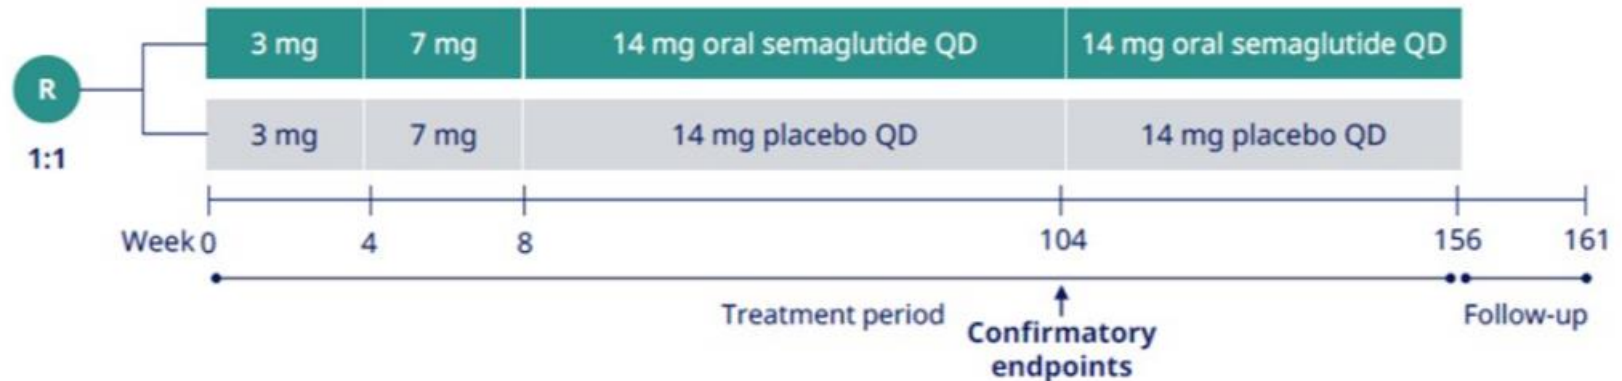 3 mg 7 mg 14 mg oral semaglutide QD 14 mg oral semaglutide QD
R
3 mg 7 mg 14 mg placebo QD 14 mg placebo QD
1:1
Week 0 4 8 104 156 161
Treatment period Follow-up
Confirmatory
endpoints